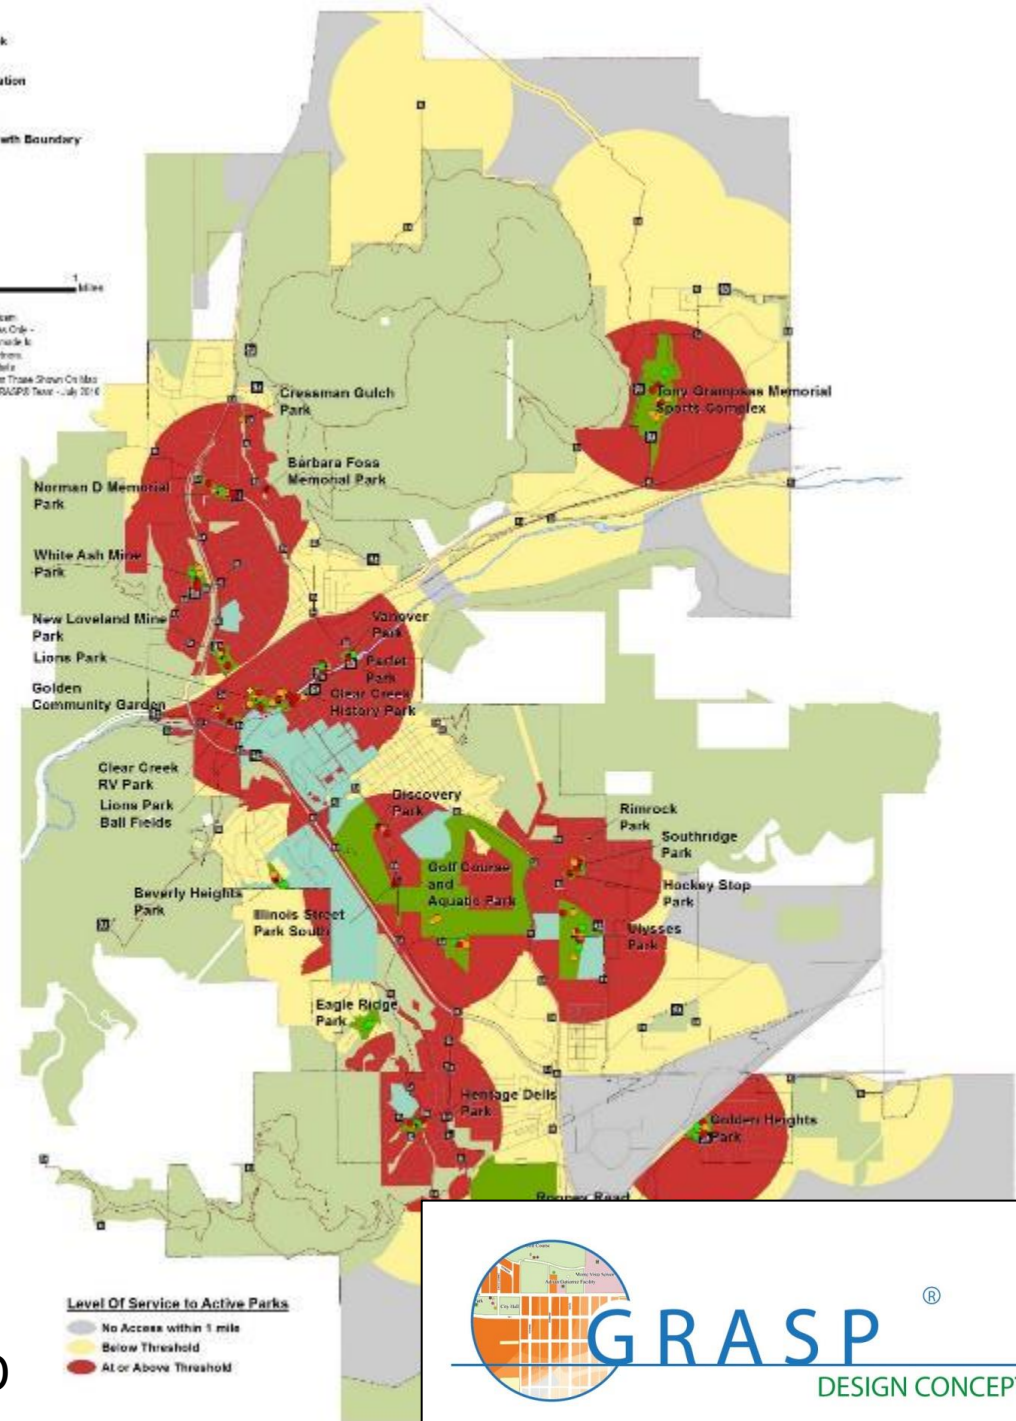 wth Boundary
1
Miles
Cressman Gulch
Park
Tony Grampsas Memorial
Sports Complex
Barbara Foss
Memorial Park
Norman D Memorial
Park
White Ash Mine
Park
New Loveland Mine
Park
Lions Park
Golden
Community Garden
Vanover
Park
Parfet
Park
Clear Creek
History Park
Clear Creek
RV Park
Lions Park
Ball Fields
Discovery
Park
Rimrock
Park
Southridge
Park
Golf Course
and
Aquatic Park
Hockey Stop
Park
Beverly Heights
Park
Illinois Street
Park South
Ulysses
Park
Eagle Ridge
Park
Heritage Dells
Park
Golden Heights
Park
Rooney Road
Level Of Service to Active Parks
No Access within 1 mile
Below Threshold
At or Above Threshold
GRASP
®
DESIGN CONCEPT